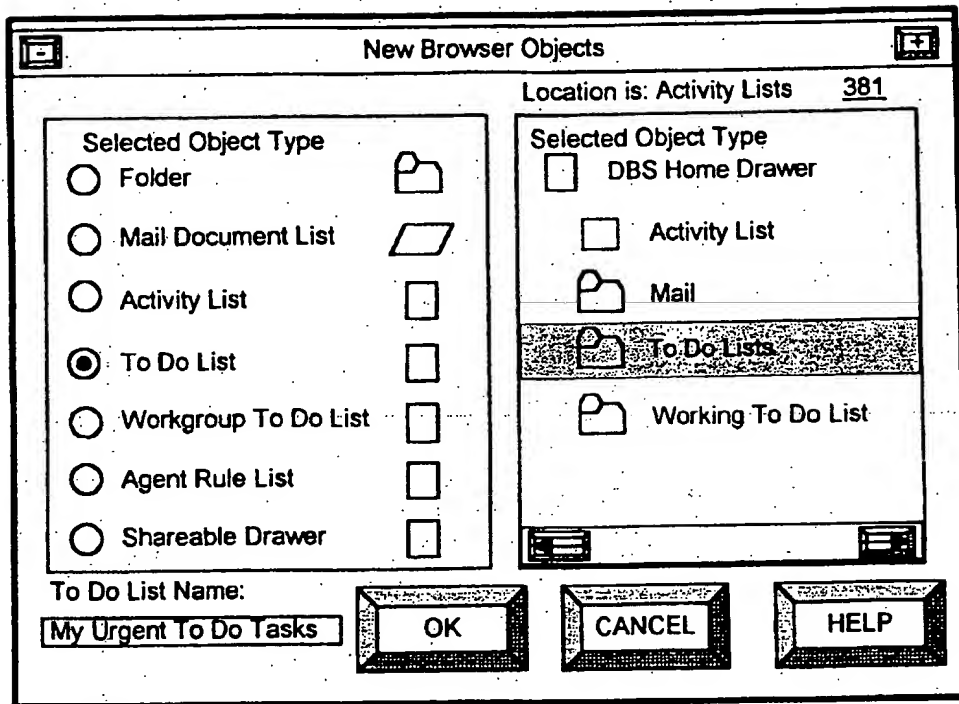 New Browser Objects
Location is: Activity Lists 381
Selected Object Type
Folder
Mail Document List
Activity List
To Do List
Workgroup To Do List
Agent Rule List
Shareable Drawer
Selected Object Type
DBS Home Drawer
Activity List
Mail
To Do Lists
Working To Do List
To Do List Name:
My Urgent To Do Tasks
OK
CANCEL
HELP